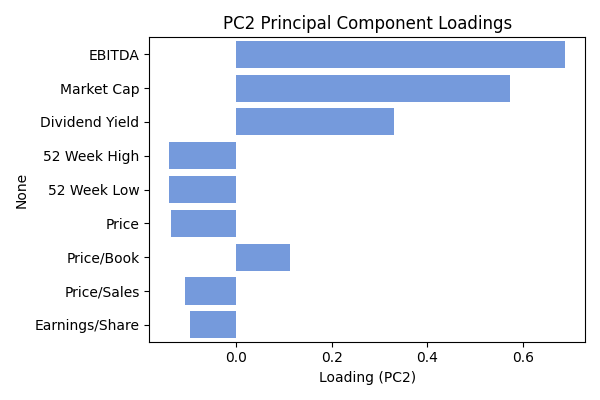 PC2 Principal Component Loadings
EBITDA
Market Cap
Dividend Yield
52 Week High
52 Week Low
Price
Price/Book
Price/Sales
Earnings/Share
None
0.0 0.2 0.4 0.6
Loading (PC2)